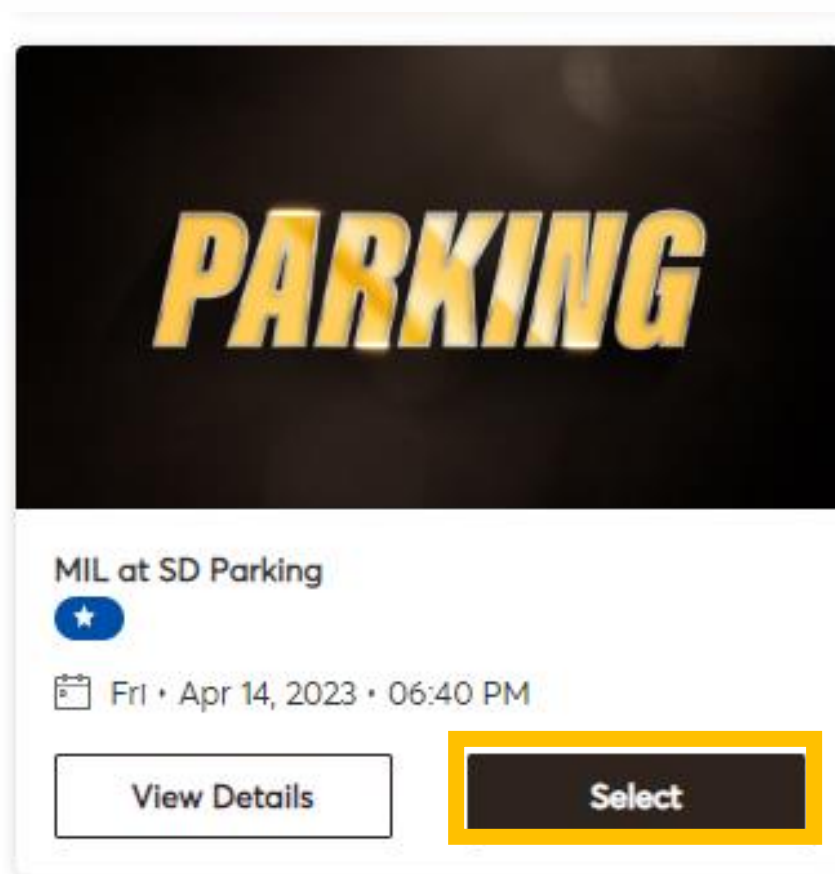 PARKING
MIL at SD Parking
Fri • Apr 14, 2023 • 06:40 PM
View Details
Select